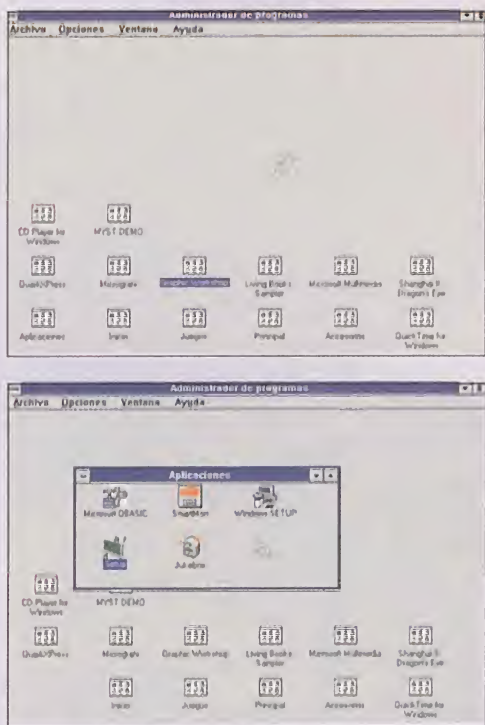 Administrador de programas
Archivo Opciones Ventana Ayuda
CD Player for Windows
MYST DEMO
QuarkXPress
Micrografx
Graphic Workshop
Living Books Sampler
Microsoft Multimedia
Shanghai II Dragon's Eye
Aplicaciones
Inicio
Juegos
Principal
Accesorios
QuickTime for Windows
Administrador de programas
Archivo Opciones Ventana Ayuda
Aplicaciones
Microsoft QBASIC
Windows SETUP
CD Player for Windows
MYST DEMO
QuarkXPress
Micrografx
Graphic Workshop
Living Books Sampler
Microsoft Multimedia
Shanghai II Dragon's Eye
Inicio
Juegos
Principal
Accesorios
QuickTime for Windows